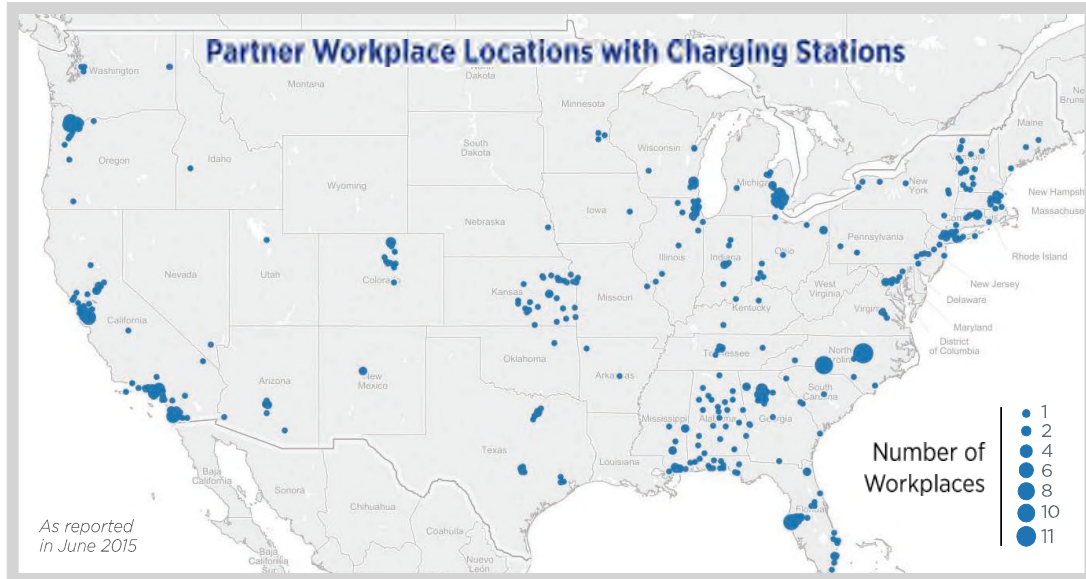 Partner Workplace Locations with Charging Stations
Washington
Montana
Dakota
Minnesota
Maine
Oregon
Idaho
South
Dakota
Wisconsin
Michig
Vermont
New
York
New Hampsh
Wyoming
Iowa
Massachuse
Nebraska
Pennsylvania
Rhode Island
Nevada
Utah
Colorado
Illinois
Indiana
Ohio
New Jersey
Kansas
Missouri
West
Virginia
Delaware
California
Kentucky
Virginia
Maryland
District
of Columbia
Oklahoma
Tennessee
North
Carolina
Arizona
New
Mexico
Arkansas
South
Carolina
Mississippi
Alabama
Georgia
Texas
Louisiana
Baja
California
Sonora
Chihuahua
Coahuila
Nuevo
León
Baja
California
Sur
Florida
Number of
Workplaces
1
2
4
6
8
10
11
As reported
in June 2015